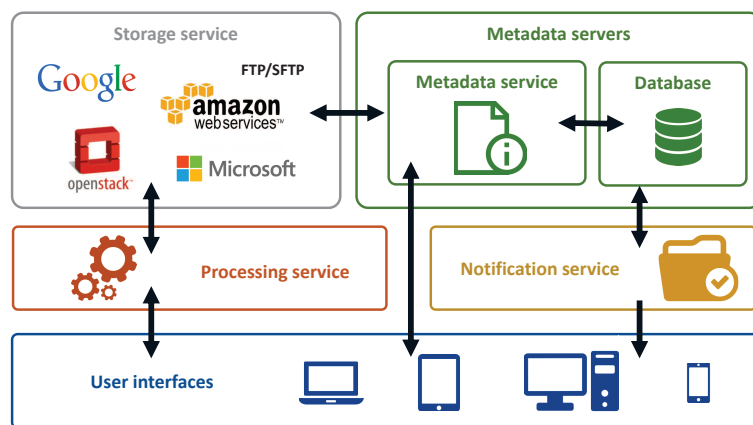 Storage service
Metadata servers
FTP/SFTP
Google
amazon
webservices™
openstack™
Microsoft
Metadata service
i
Database
Processing service
Notification service
User interfaces